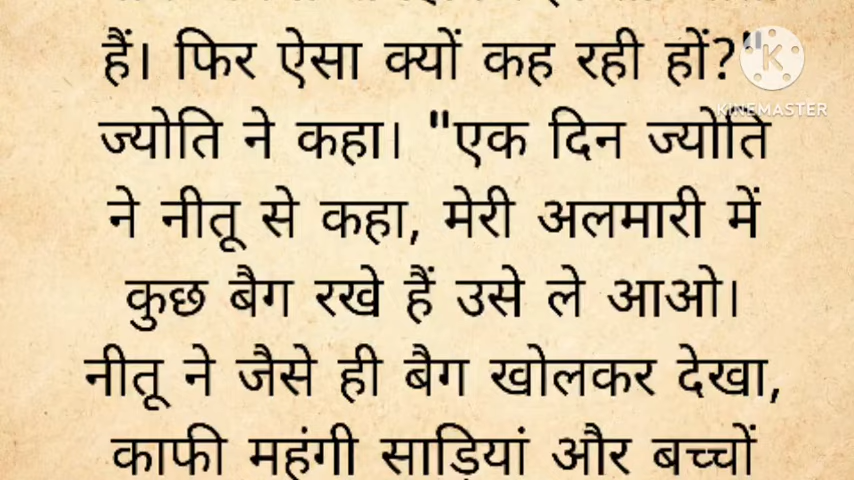 हैं। फिर ऐसा क्यों कह रही हों?"
KINEMASTER
ज्योति ने कहा। "एक दिन ज्योति
ने नीतू से कहा, मेरी अलमारी में
कुछ बैग रखे हैं उसे ले आओ।
नीतू ने जैसे ही बैग खोलकर देखा,
काफी महंगी साड़ियां और बच्चों